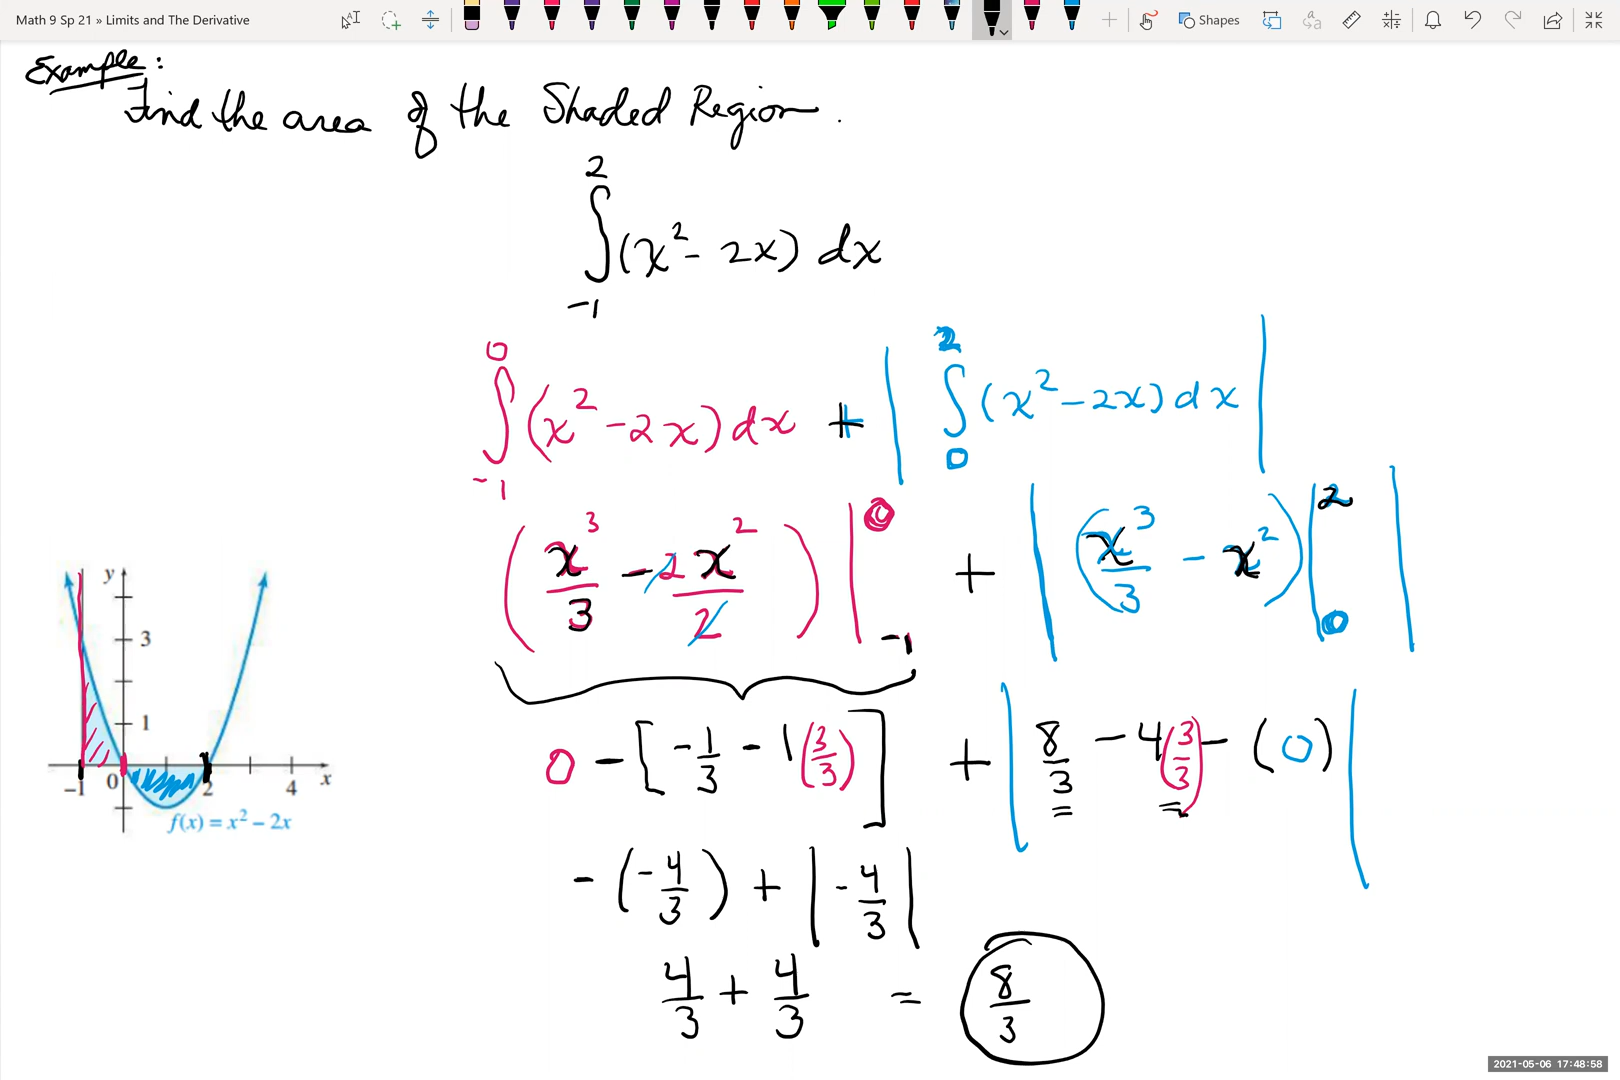 Math 9 Sp 21 » Limits and The Derivative
Shapes
Example:
Find the area of the Shaded Region.
2
∫(x² - 2x) dx
-1
0 2
∫(x² - 2x) dx + | ∫(x² - 2x) dx |
-1 0
(x³/3 - 2x²/2) | 0 -1 + | (x³/3 - x²) | 2 0 |
0 - [-1/3 - 1(3/3)] + | 8/3 - 4(3/3) - (0) |
-(-4/3) + |-4/3|
4/3 + 4/3 = 8/3
y
3
1
-1 0 2 4 x
f(x) = x² – 2x
2021-05-06 17:48:58